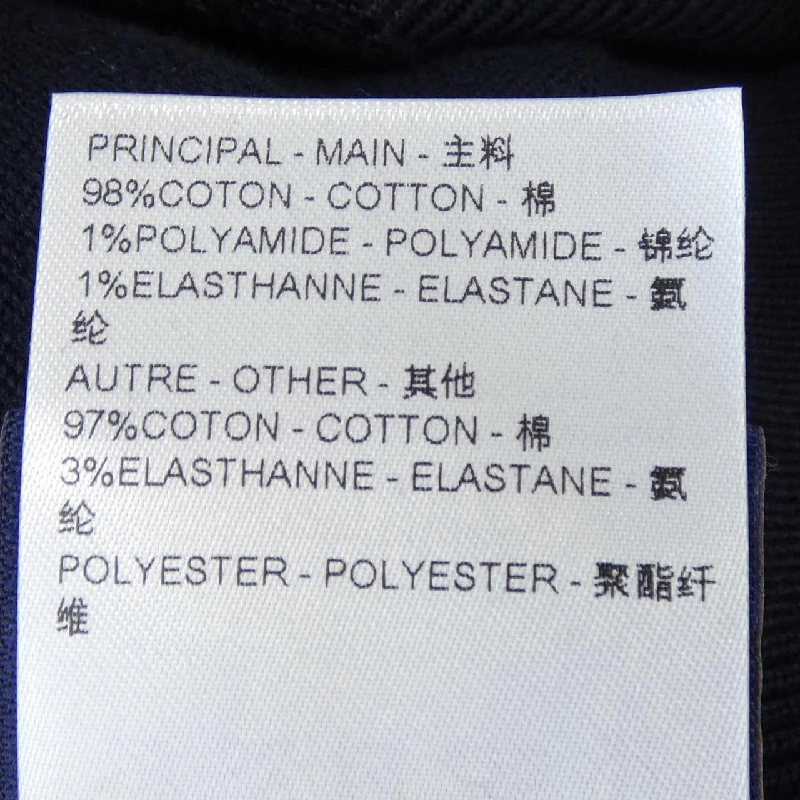 PRINCIPAL - MAIN - 主料
98%COTON - COTTON - 棉
1%POLYAMIDE - POLYAMIDE - 锦纶
1%ELASTHANNE - ELASTANE - 氨
纶
AUTRE - OTHER - 其他
97%COTON - COTTON - 棉
3%ELASTHANNE - ELASTANE - 氨
纶
POLYESTER - POLYESTER - 聚酯纤
维